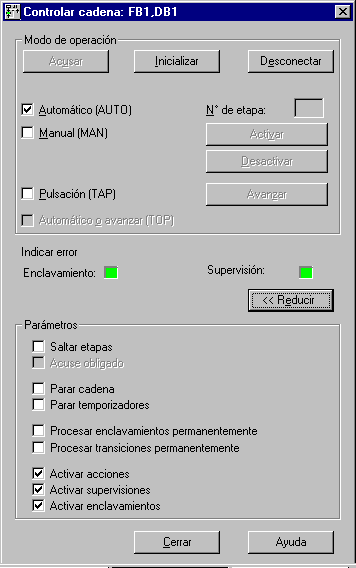 Controlar cadena: FB1,DB1
Modo de operación
Acusar Inicializar Desconectar
Automático (AUTO) N° de etapa:
Manual (MAN) Activar
Desactivar
Pulsación (TAP) Avanzar
Automático o avanzar (TOP)
Indicar error
Enclavamiento: Supervisión:
<< Reducir
Parámetros
Saltar etapas
Acuse obligado
Parar cadena
Parar temporizadores
Procesar enclavamientos permanentemente
Procesar transiciones permanentemente
Activar acciones
Activar supervisiones
Activar enclavamientos
Cerrar Ayuda